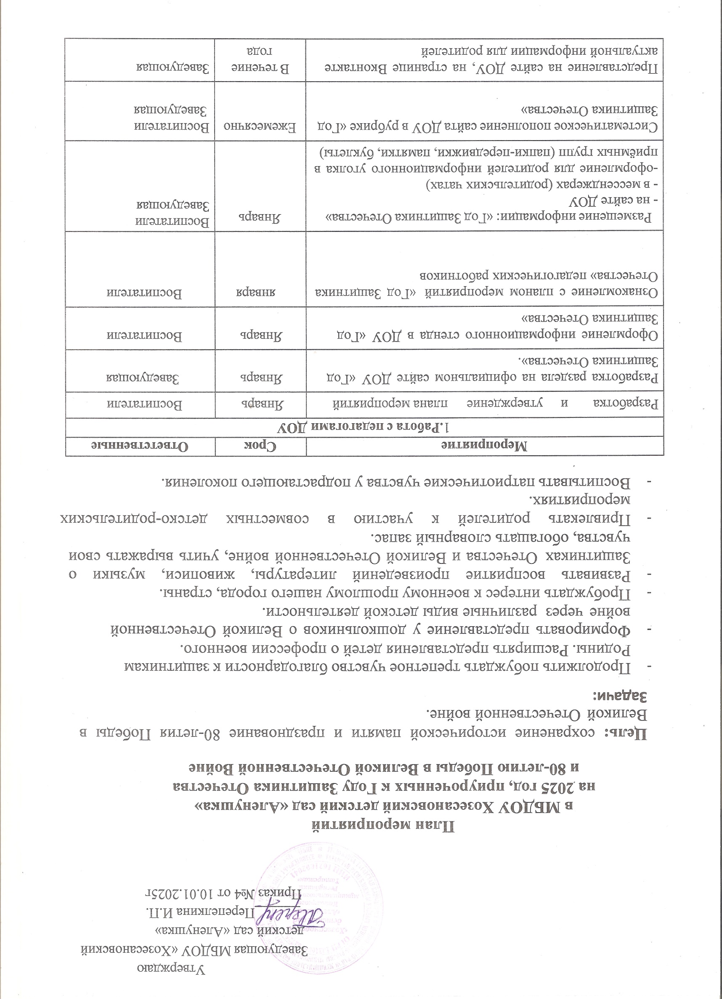 Утверждаю
Заведующая МБДОУ «Хозесановский
детский сад «Аленушка»
Перепелкина И.П.
Приказ №4 от 10.01.2025г
План мероприятий
в МБДОУ Хозесановский детский сад «Аленушка»
на 2025 год, приуроченных к Году Защитника Отечества
и 80-летию Победы в Великой Отечественной Войне
Цель: сохранение исторической памяти и празднование 80-летия Победы в
Великой Отечественной войне.
Задачи:
- Продолжить побуждать трепетное чувство благодарности к защитникам
Родины. Расширять представления детей о профессии военного.
- Формировать представление у дошкольников о Великой Отечественной
войне через различные виды детской деятельности.
- Пробуждать интерес к военному прошлому нашего города, страны.
- Развивать восприятие произведений литературы, живописи, музыки о
Защитниках Отечества и Великой Отечественной войне, учить выражать свои
чувства, обогащать словарный запас.
- Привлекать родителей к участию в совместных детско-родительских
мероприятиях.
- Воспитывать патриотические чувства у подрастающего поколения.
Мероприятие Срок Ответственные
1.Работа с педагогами ДОУ
Разработка и утверждение плана мероприятий Январь Воспитатели
Разработка раздела на официальном сайте ДОУ «Год Январь Заведующая
Защитника Отечества».
Оформление информационного стенда в ДОУ «Год Январь Воспитатели
Защитника Отечества»
Ознакомление с планом мероприятий «Год Защитника января Воспитатели
Отечества» педагогических работников
Размещение информации: «Год Защитника Отечества» Январь Воспитатели
- на сайте ДОУ Заведующая
- в мессенджерах (родительских чатах)
-оформление для родителей информационного уголка в
приёмных групп (папки-передвижки, памятки, буклеты)
Систематическое пополнение сайта ДОУ в рубрике «Год Ежемесячно Воспитатели
Защитника Отечества» Заведующая
Представление на сайте ДОУ, на странице Вконтакте В течение Заведующая
актуальной информации для родителей года